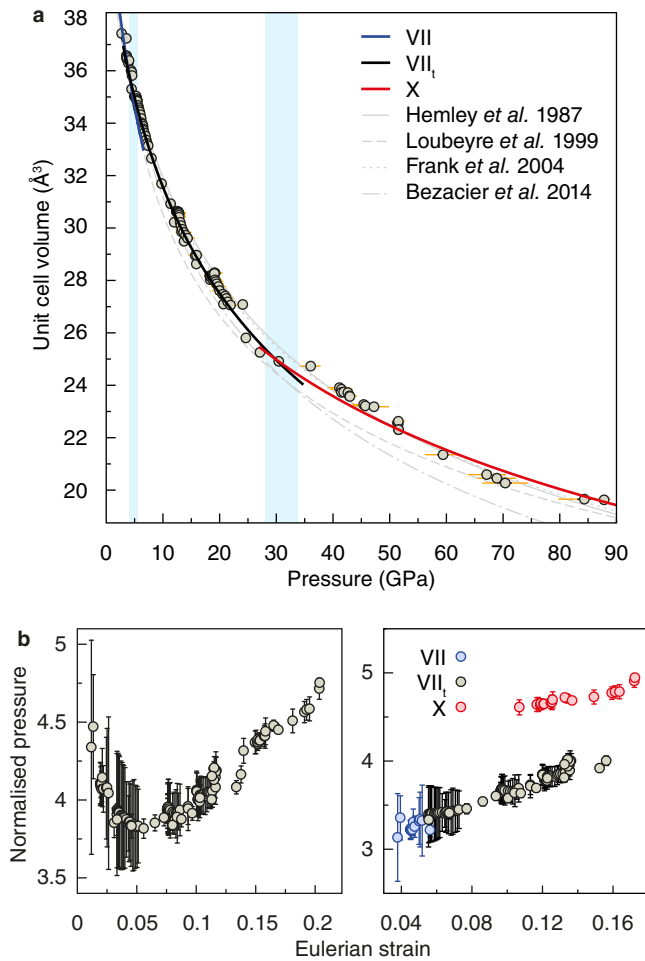 a
38
36
34
32
30
28
26
24
22
20
Unit cell volume (Å³)
VII
VIIₜ
X
Hemley et al. 1987
Loubeyre et al. 1999
Frank et al. 2004
Bezacier et al. 2014
0 10 20 30 40 50 60 70 80 90
Pressure (GPa)
b
5
4.5
4
3.5
Normalised pressure
0 0.05 0.1 0.15 0.2
5
4
3
VII
VIIₜ
X
0.04 0.08 0.12 0.16
Eulerian strain